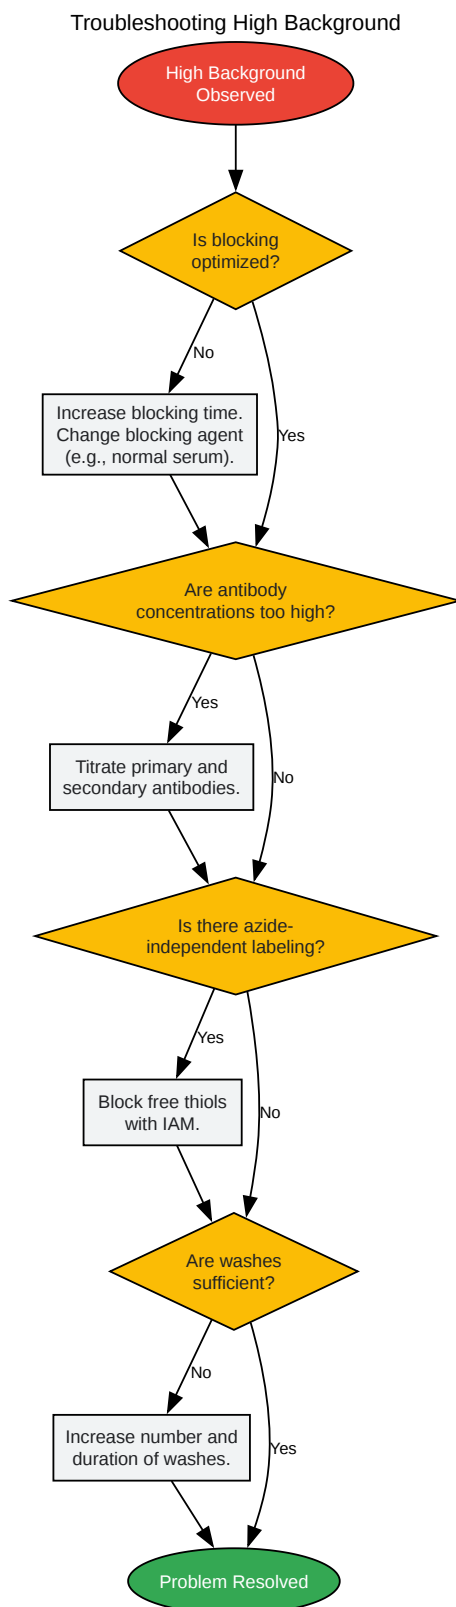 Troubleshooting High Background
High Background
Observed
Is blocking
optimized?
No
Increase blocking time.
Change blocking agent
(e.g., normal serum).
Yes
Are antibody
concentrations too high?
Yes
Titrate primary and
secondary antibodies.
No
Is there azide-
independent labeling?
Yes
Block free thiols
with IAM.
No
Are washes
sufficient?
No
Increase number and
duration of washes.
Yes
Problem Resolved